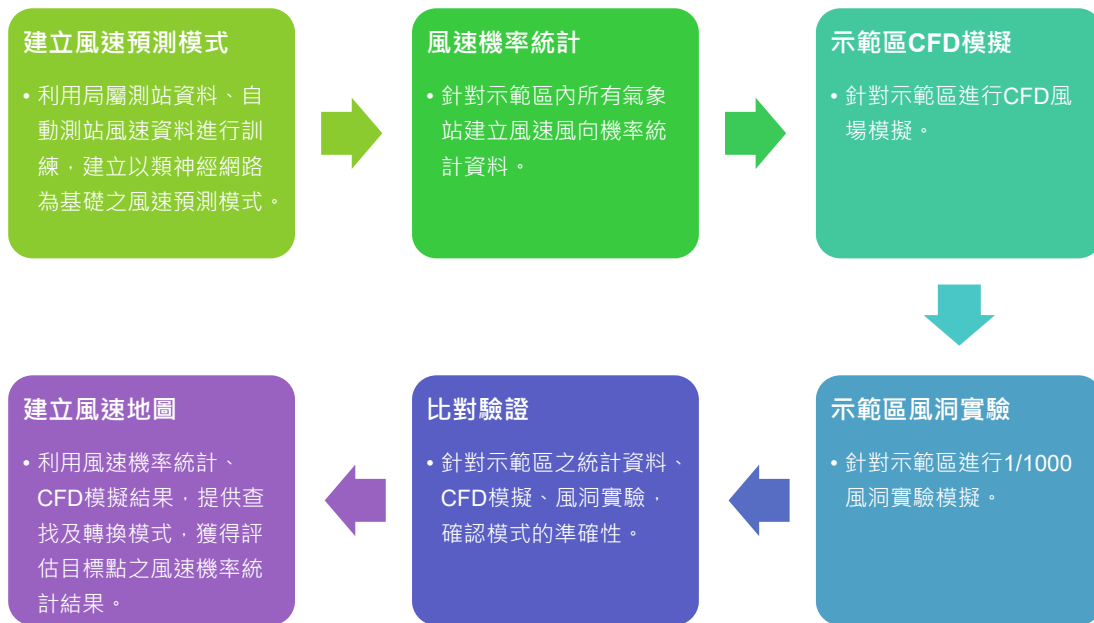 建立風速預測模式
• 利用局屬測站資料、自
動測站風速資料進行訓
練，建立以類神經網路
為基礎之風速預測模式。
風速機率統計
• 針對示範區內所有氣象
站建立風速風向機率統
計資料。
示範區CFD模擬
• 針對示範區進行CFD風
場模擬。
示範區風洞實驗
• 針對示範區進行1/1000
風洞實驗模擬。
比對驗證
• 針對示範區之統計資料、
CFD模擬、風洞實驗，
確認模式的準確性。
建立風速地圖
• 利用風速機率統計、
CFD模擬結果，提供查
找及轉換模式，獲得評
估目標點之風速機率統
計結果。